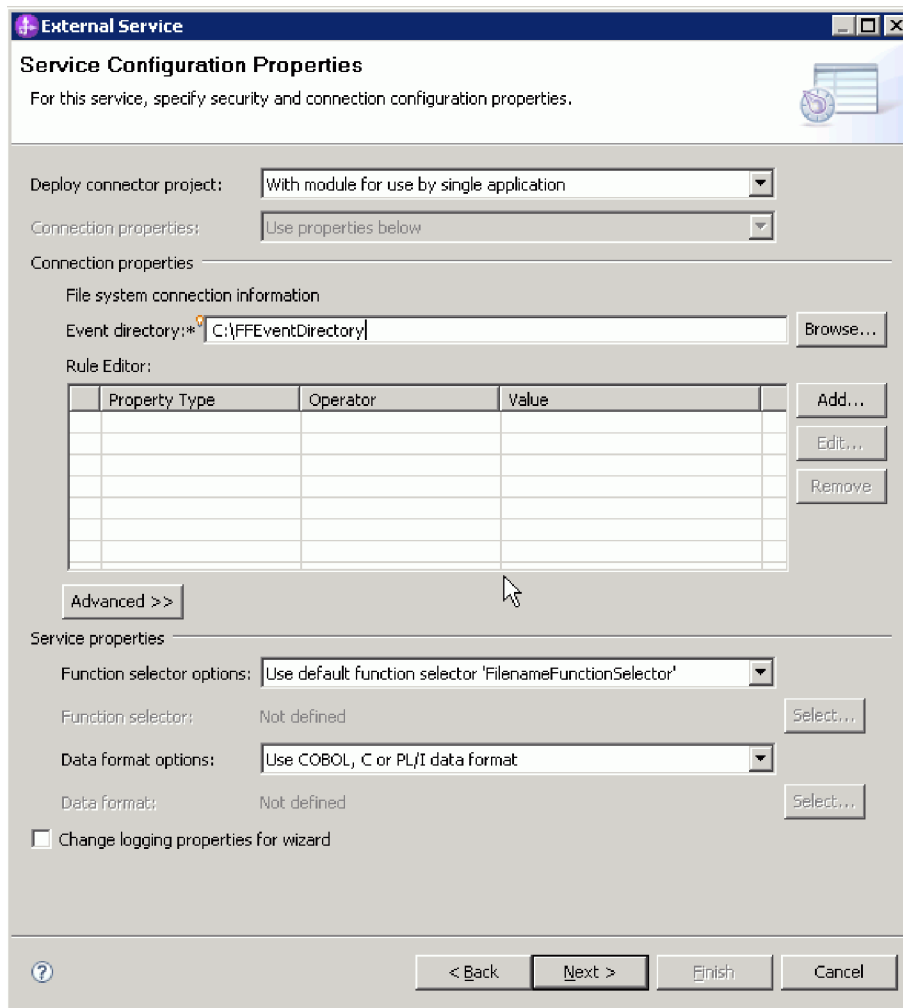 External Service
Service Configuration Properties
For this service, specify security and connection configuration properties.
Deploy connector project: With module for use by single application
Connection properties: Use properties below
Connection properties
File system connection information
Event directory:* C:\FFEventDirectory Browse...
Rule Editor:
Property Type Operator Value Add...
Edit...
Remove
Advanced >>
Service properties
Function selector options: Use default function selector 'FilenameFunctionSelector'
Function selector: Not defined Select...
Data format options: Use COBOL, C or PL/I data format
Data format: Not defined Select...
Change logging properties for wizard
? < Back Next > Finish Cancel